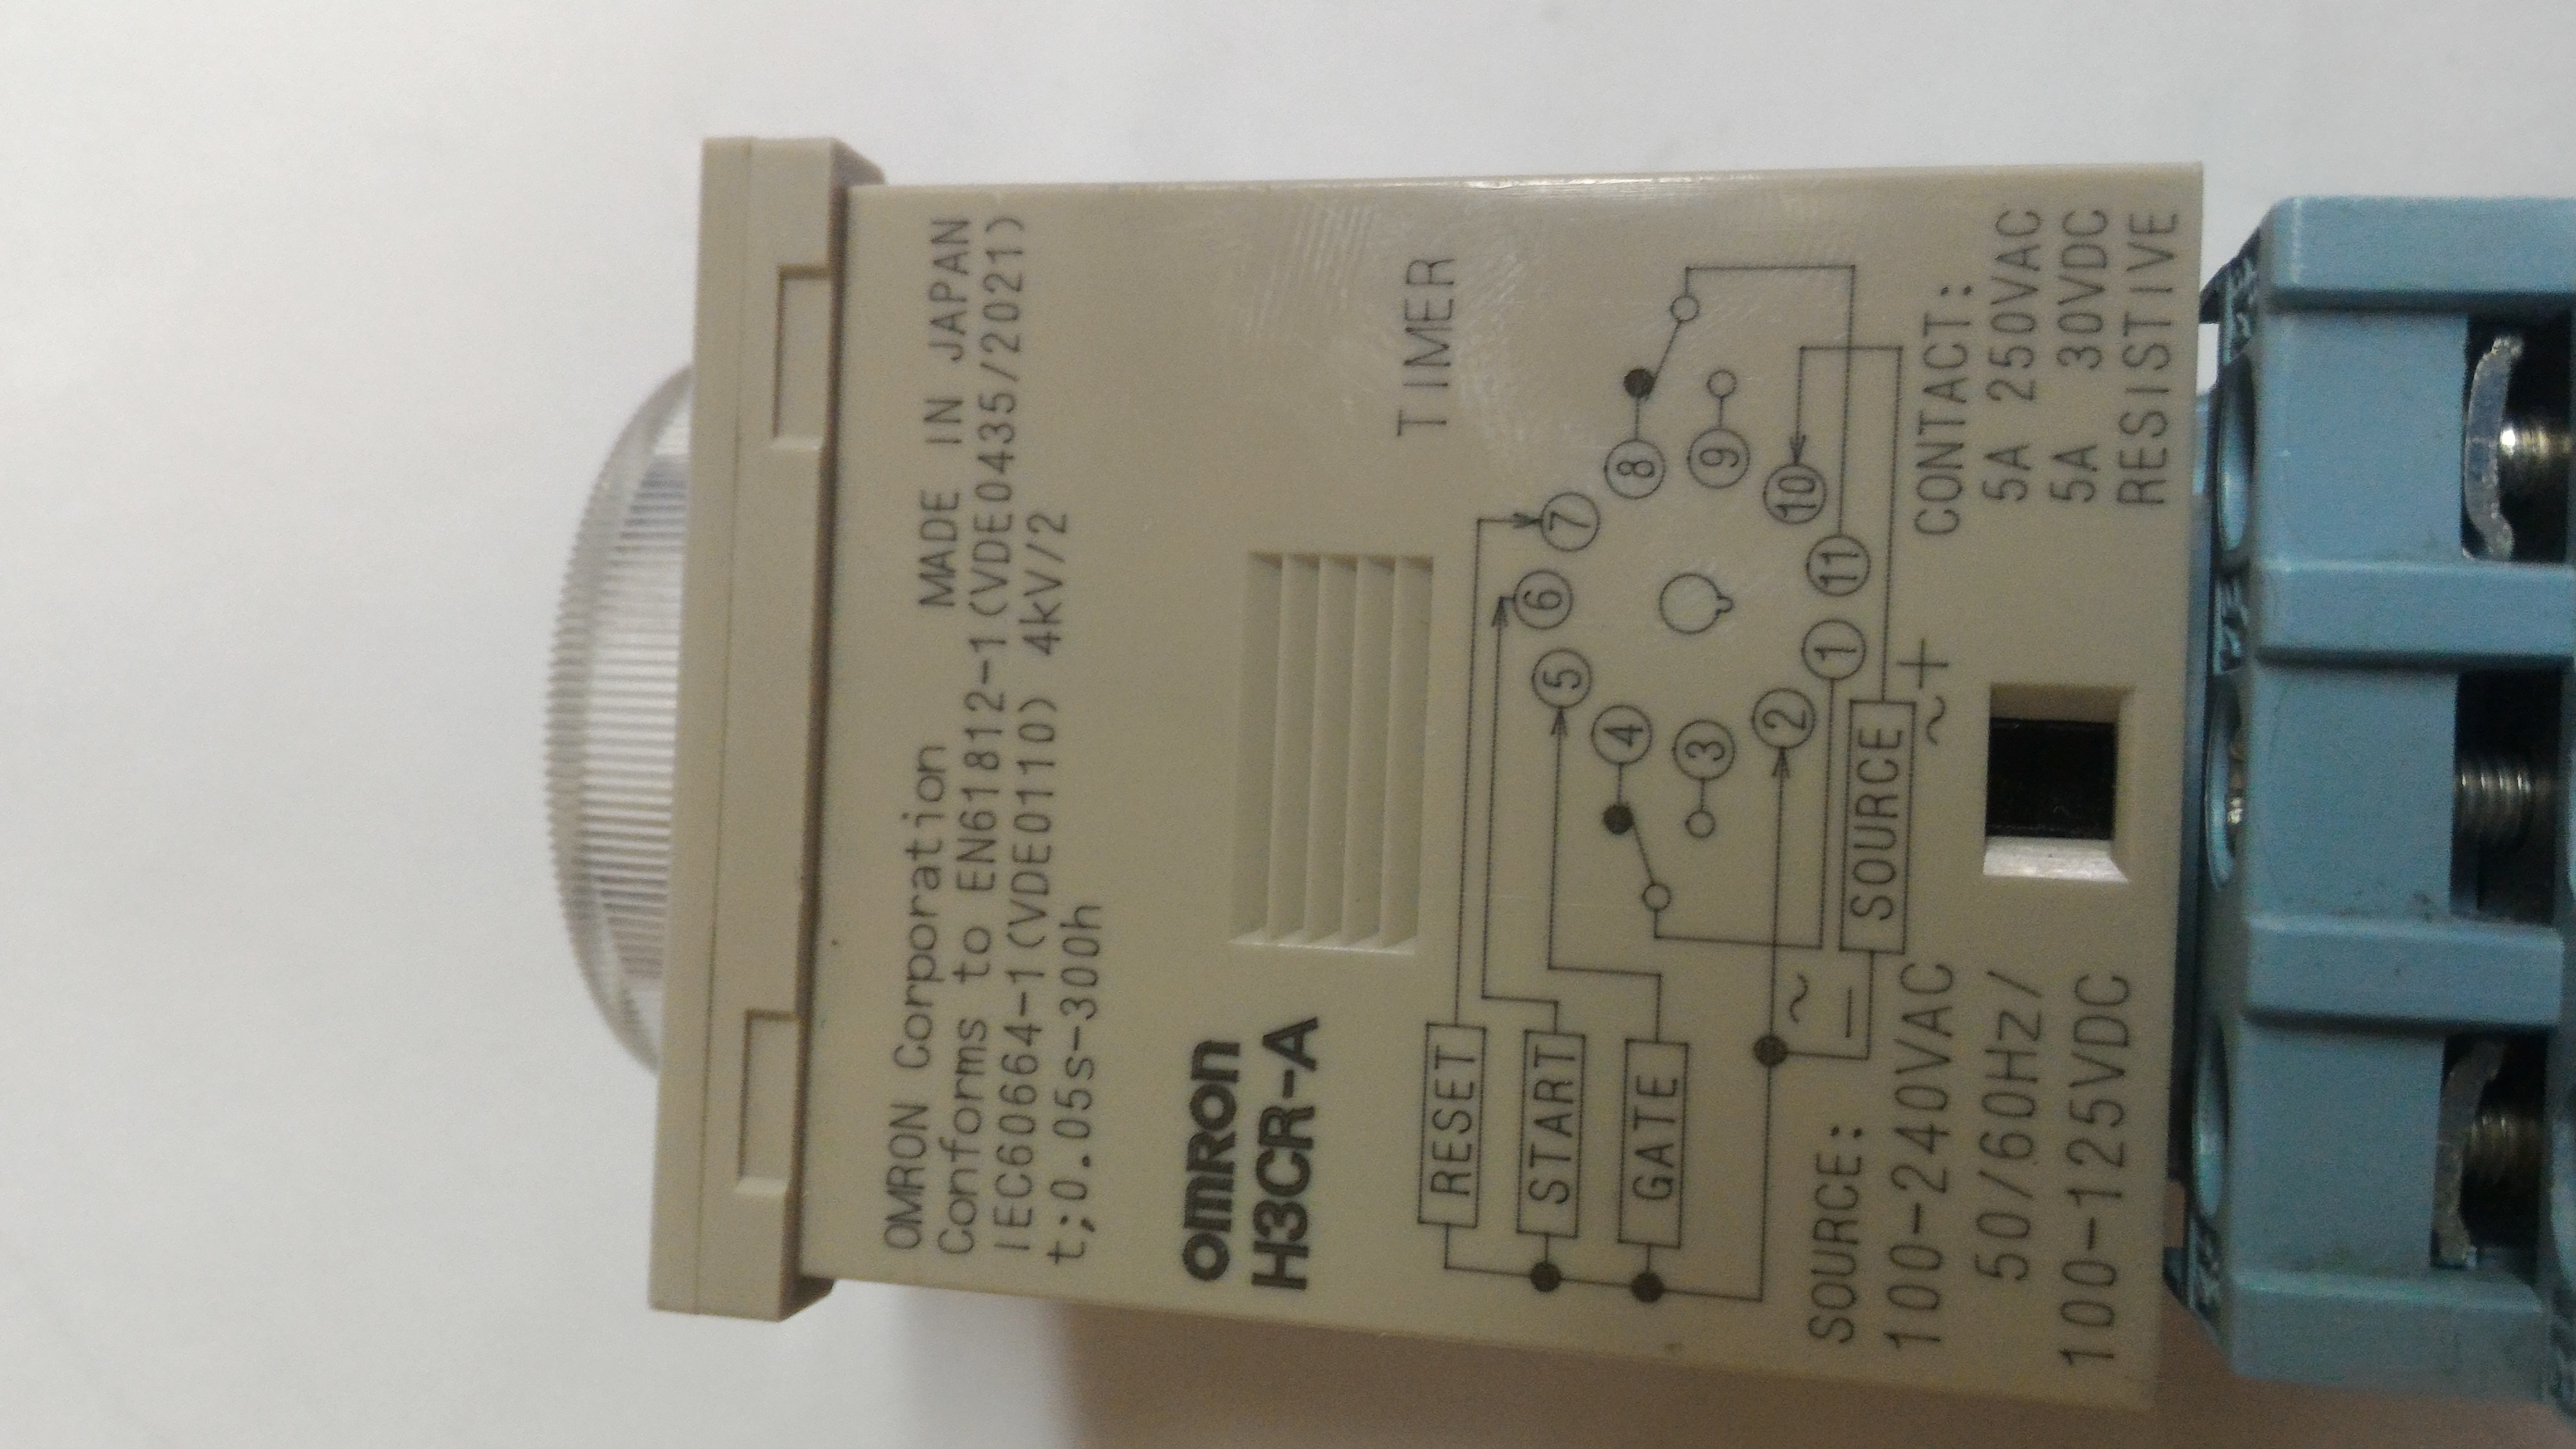 OMRON Corporation MADE IN JAPAN
Conforms to EN61812-1(VDE0435/2021)
IEC60664-1(VDE0110) 4kV/2
t;0.05s-300h
OMRON
H3CR-A
TIMER
RESET
START
GATE
4 5 6 7 8
3 9
2 10
1 11
~
−
SOURCE
~ +
SOURCE:
100-240VAC
50/60Hz/
100-125VDC
CONTACT:
5A 250VAC
5A 30VDC
RESISTIVE